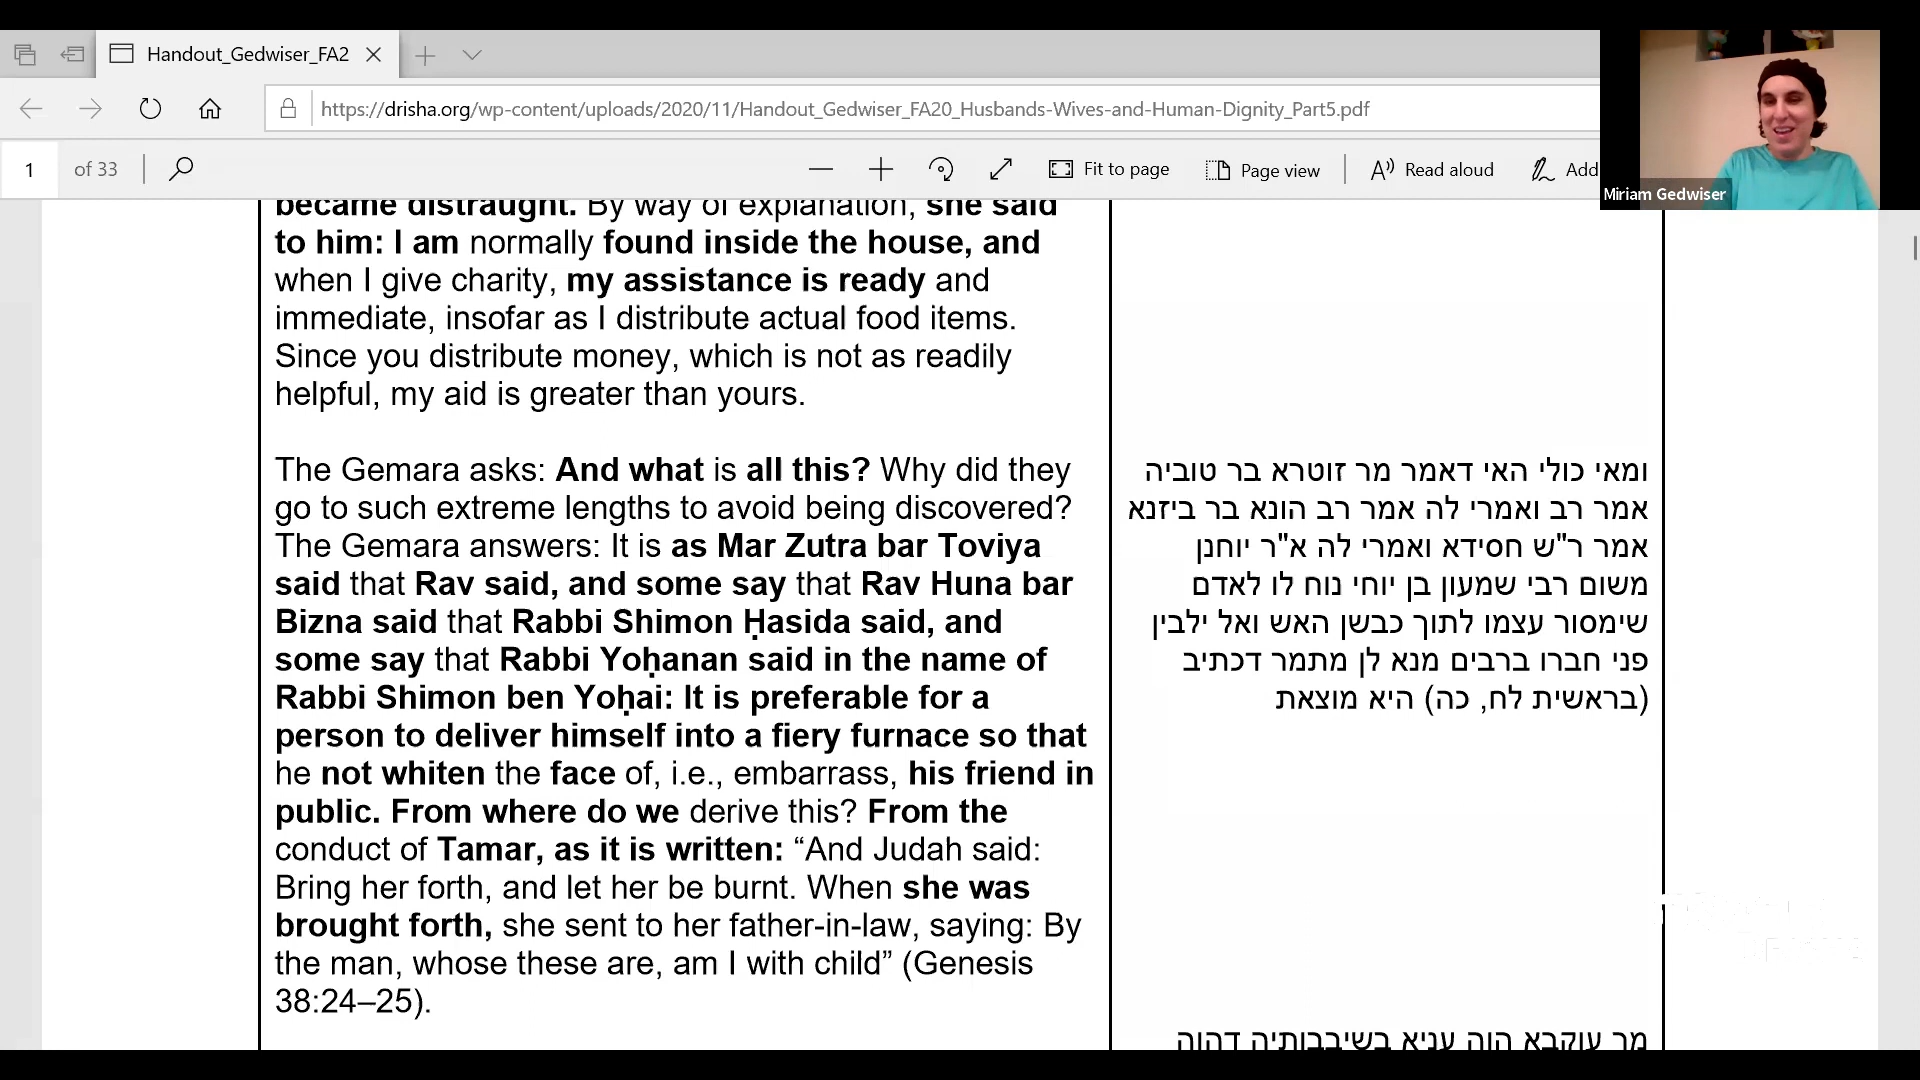 Handout_Gedwiser_FA2
https://drisha.org/wp-content/uploads/2020/11/Handout_Gedwiser_FA20_Husbands-Wives-and-Human-Dignity_Part5.pdf
1 of 33
Fit to page
Page view
Read aloud
Add
Miriam Gedwiser
became distraught. By way of explanation, she said
to him: I am normally found inside the house, and
when I give charity, my assistance is ready and
immediate, insofar as I distribute actual food items.
Since you distribute money, which is not as readily
helpful, my aid is greater than yours.
The Gemara asks: And what is all this? Why did they
go to such extreme lengths to avoid being discovered?
The Gemara answers: It is as Mar Zutra bar Toviya
said that Rav said, and some say that Rav Huna bar
Bizna said that Rabbi Shimon Ḥasida said, and
some say that Rabbi Yoḥanan said in the name of
Rabbi Shimon ben Yoḥai: It is preferable for a
person to deliver himself into a fiery furnace so that
he not whiten the face of, i.e., embarrass, his friend in
public. From where do we derive this? From the
conduct of Tamar, as it is written: “And Judah said:
Bring her forth, and let her be burnt. When she was
brought forth, she sent to her father-in-law, saying: By
the man, whose these are, am I with child” (Genesis
38:24–25).
ומאי כולי האי דאמר מר זוטרא בר טוביה
אמר רב ואמרי לה אמר רב הונא בר ביזנא
אמר ר"ש חסידא ואמרי לה א"ר יוחנן
משום רבי שמעון בן יוחי נוח לו לאדם
שימסור עצמו לתוך כבשן האש ואל ילבין
פני חברו ברבים מנא לן מתמר דכתיב
(בראשית לח, כה) היא מוצאת
מר עוקבא הוה עניא בשיבבותיה דהוה